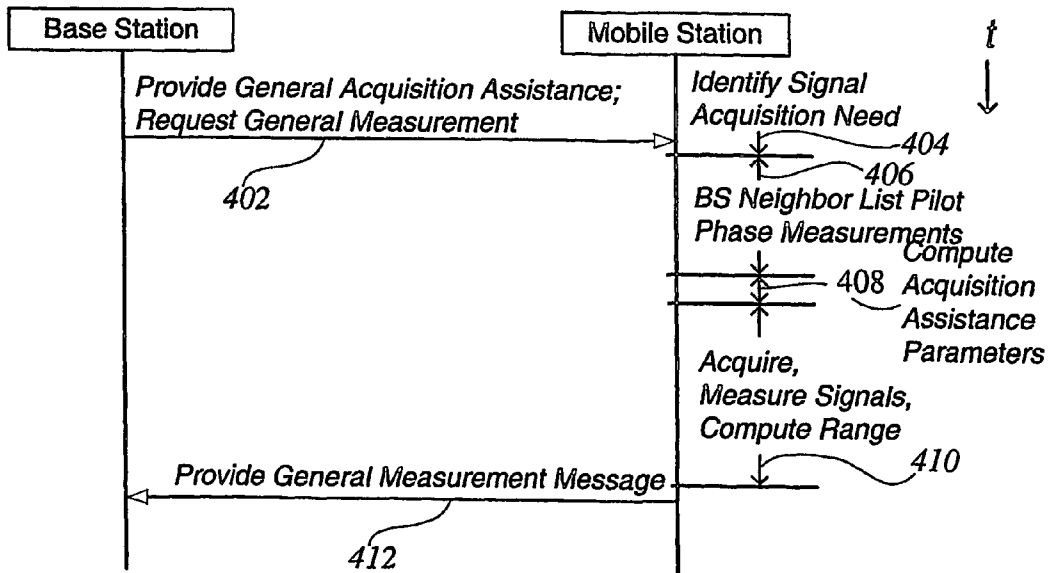 Base Station
Mobile Station
t
Provide General Acquisition Assistance;
Request General Measurement
402
Identify Signal
Acquisition Need
404
406
BS Neighbor List Pilot
Phase Measurements
408
Compute
Acquisition
Assistance
Parameters
Acquire,
Measure Signals,
Compute Range
410
Provide General Measurement Message
412